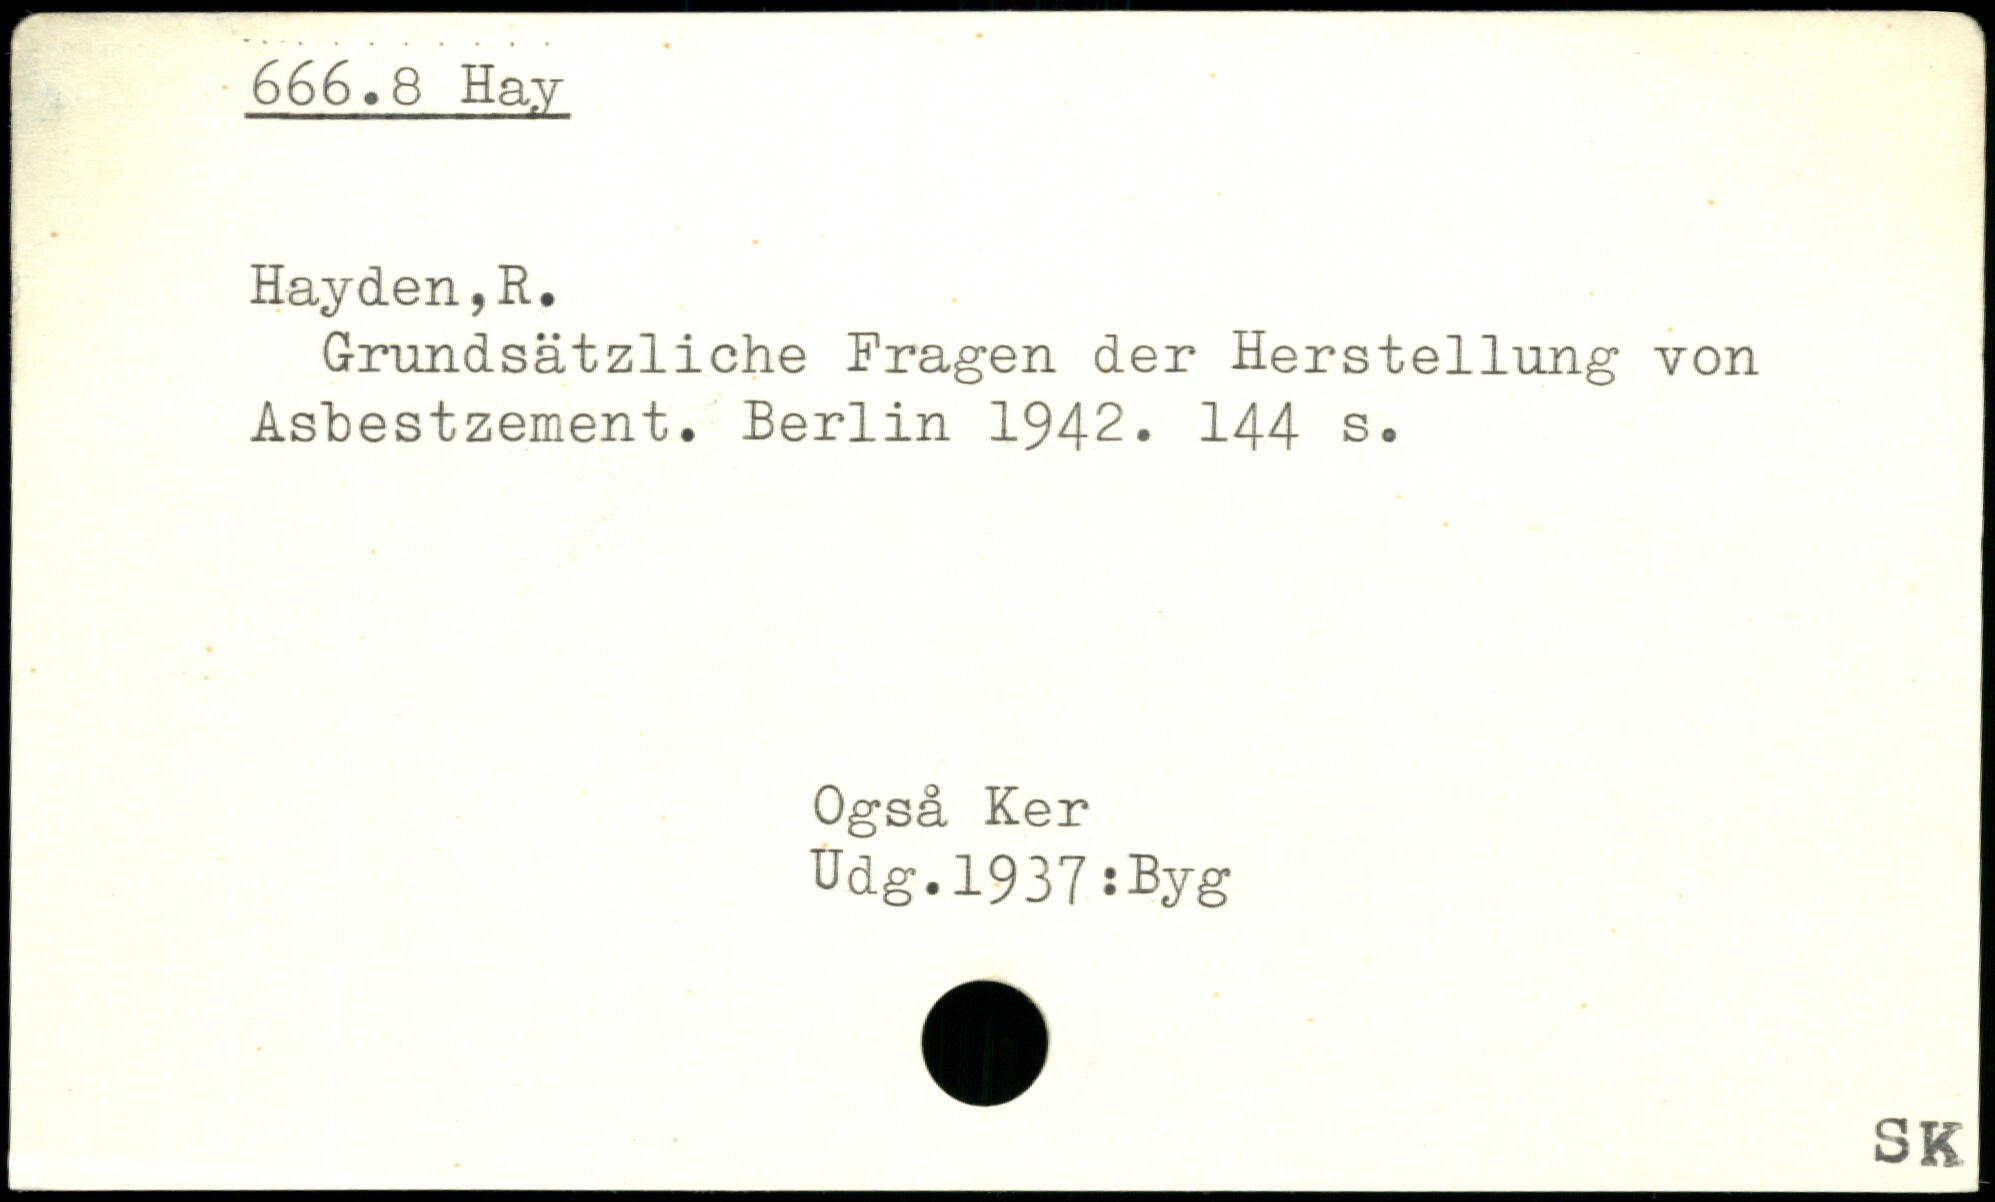 666.8 Hay
Hayden,R.
Grundsätzliche Fragen der Herstellung von
Asbestzement. Berlin 1942. 144 s.
Også Ker
Udg.1937:Byg
SK